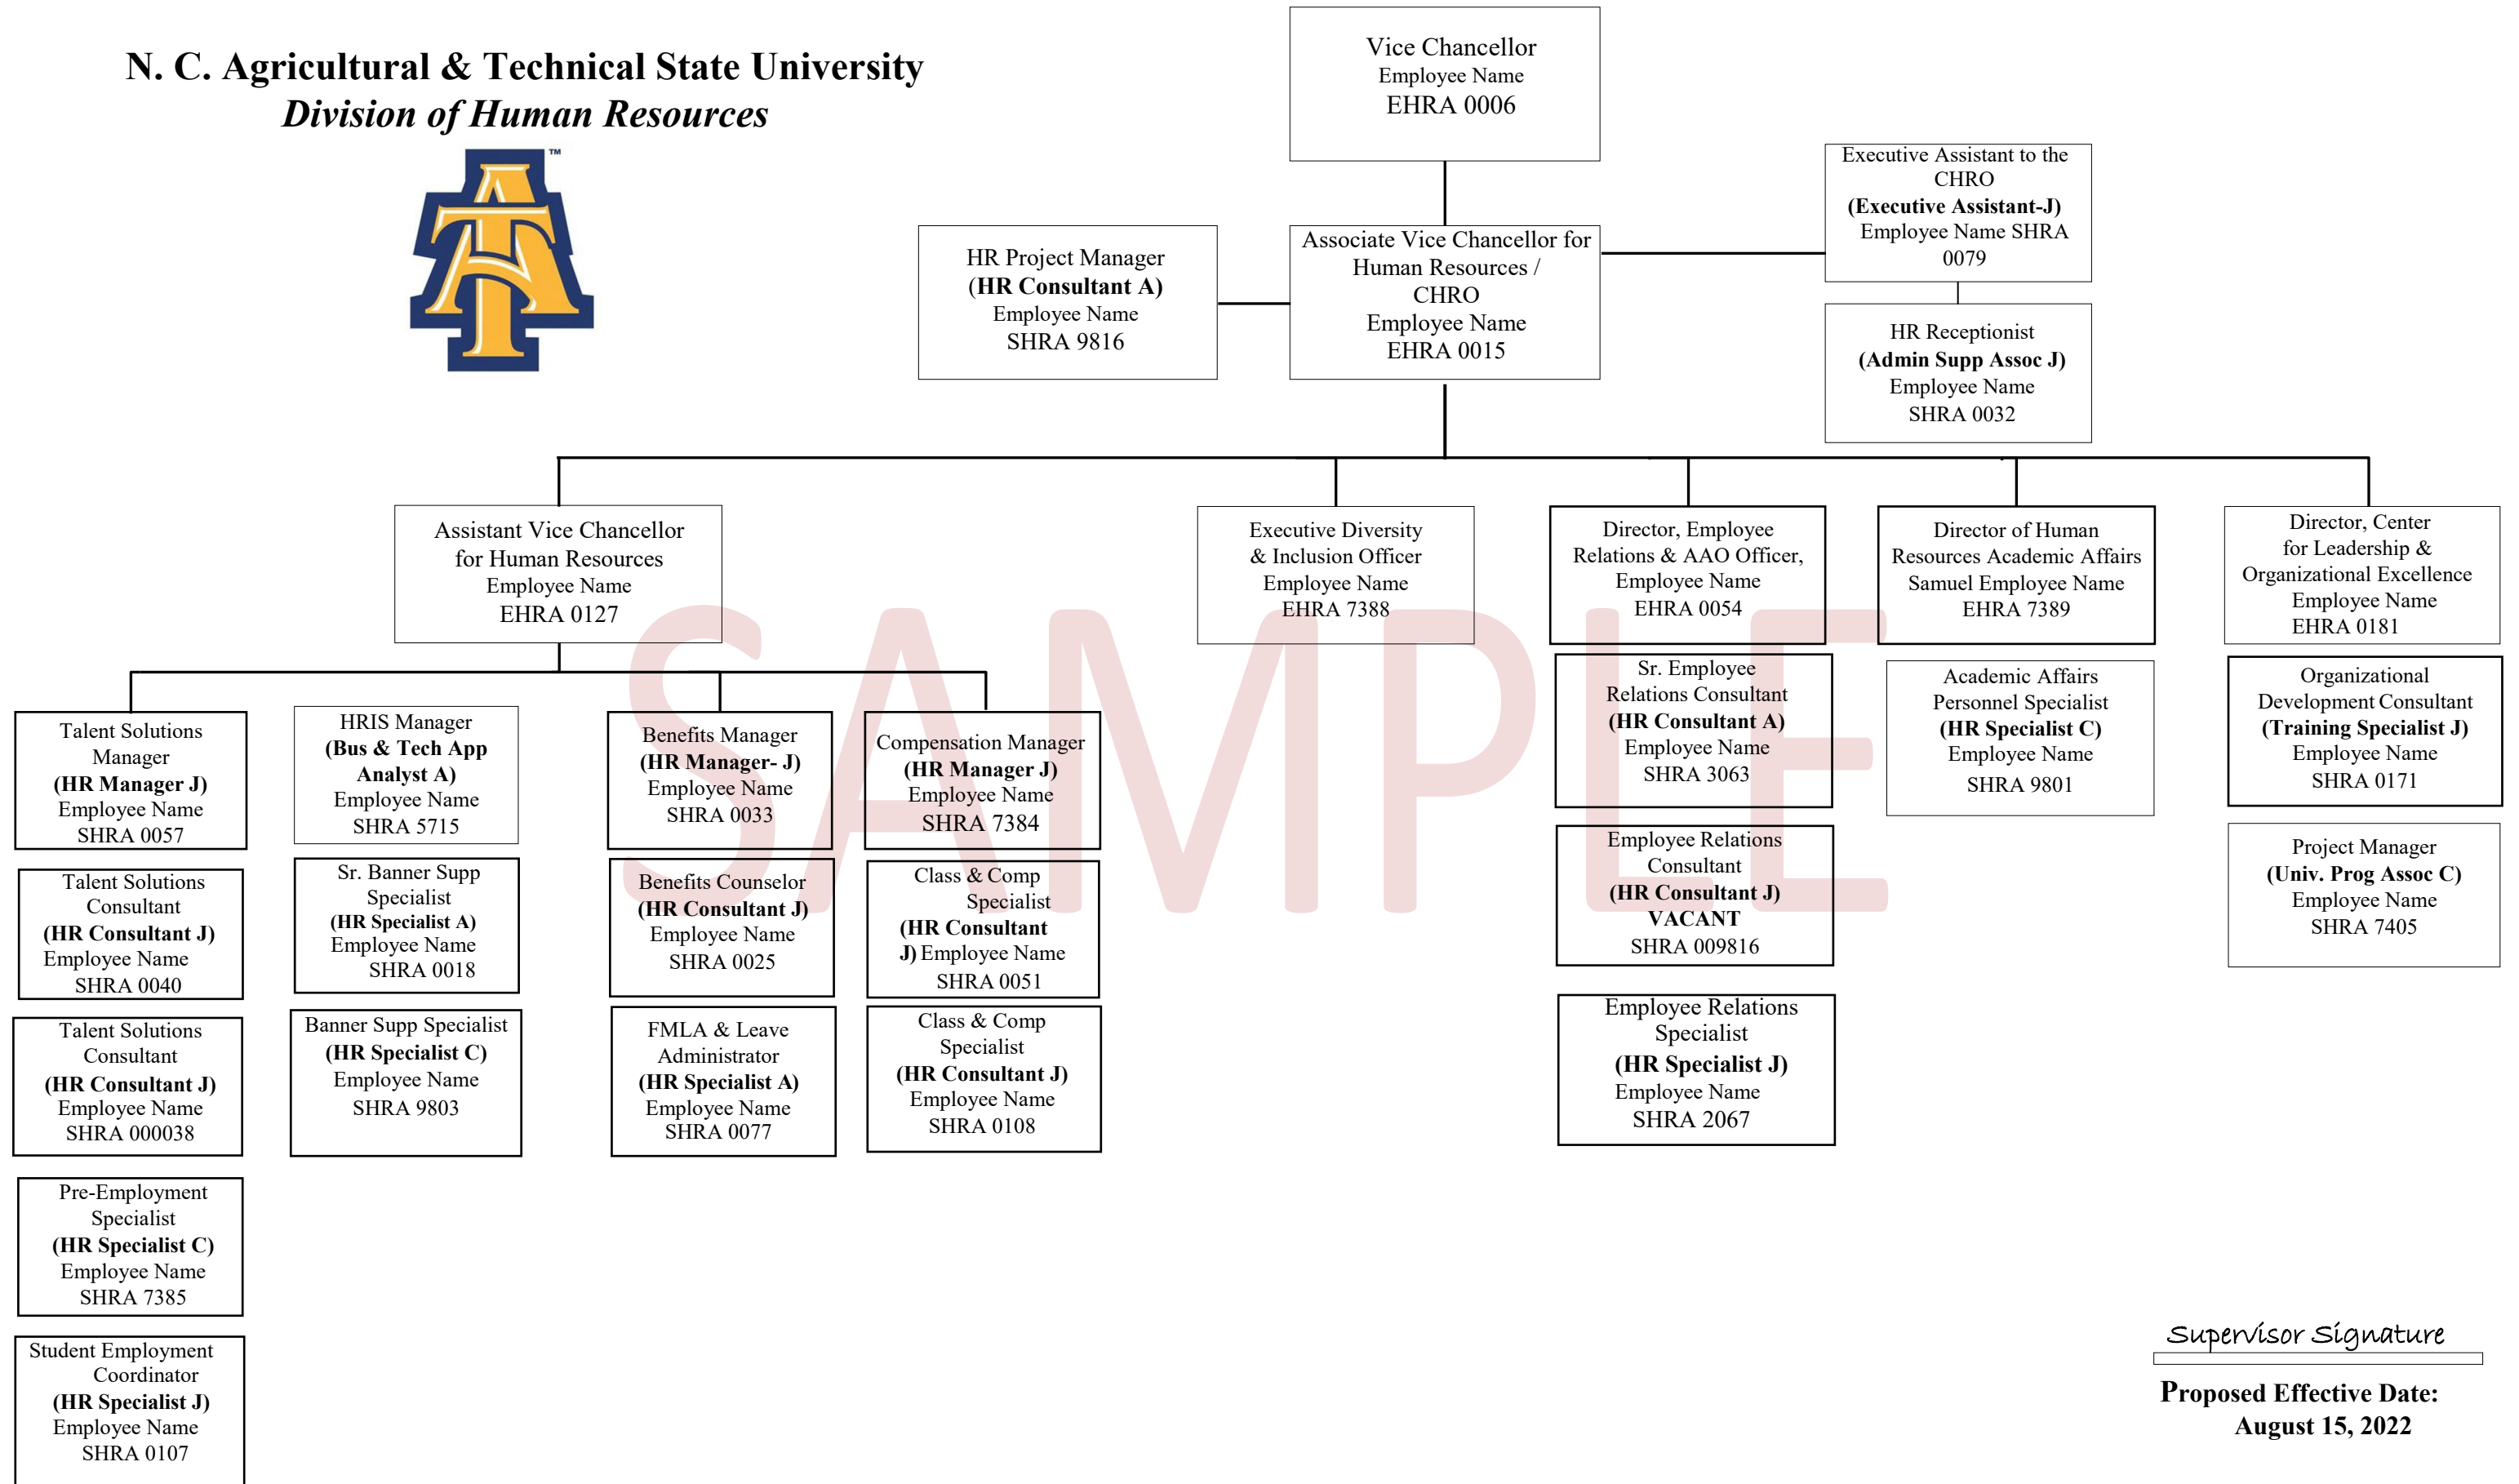 N. C. Agricultural & Technical State University
Division of Human Resources
TM
Vice Chancellor
Employee Name
EHRA 0006
Executive Assistant to the
CHRO
(Executive Assistant-J)
Employee Name SHRA
0079
HR Project Manager
(HR Consultant A)
Employee Name
SHRA 9816
Associate Vice Chancellor for
Human Resources /
CHRO
Employee Name
EHRA 0015
HR Receptionist
(Admin Supp Assoc J)
Employee Name
SHRA 0032
Assistant Vice Chancellor
for Human Resources
Employee Name
EHRA 0127
Executive Diversity
& Inclusion Officer
Employee Name
EHRA 7388
Director, Employee
Relations & AAO Officer,
Employee Name
EHRA 0054
Director of Human
Resources Academic Affairs
Samuel Employee Name
EHRA 7389
Director, Center
for Leadership &
Organizational Excellence
Employee Name
EHRA 0181
SAMPLE
Talent Solutions
Manager
(HR Manager J)
Employee Name
SHRA 0057
HRIS Manager
(Bus & Tech App
Analyst A)
Employee Name
SHRA 5715
Benefits Manager
(HR Manager- J)
Employee Name
SHRA 0033
Compensation Manager
(HR Manager J)
Employee Name
SHRA 7384
Sr. Employee
Relations Consultant
(HR Consultant A)
Employee Name
SHRA 3063
Academic Affairs
Personnel Specialist
(HR Specialist C)
Employee Name
SHRA 9801
Organizational
Development Consultant
(Training Specialist J)
Employee Name
SHRA 0171
Talent Solutions
Consultant
(HR Consultant J)
Employee Name
SHRA 0040
Sr. Banner Supp
Specialist
(HR Specialist A)
Employee Name
SHRA 0018
Benefits Counselor
(HR Consultant J)
Employee Name
SHRA 0025
Class & Comp
Specialist
(HR Consultant
J) Employee Name
SHRA 0051
Employee Relations
Consultant
(HR Consultant J)
VACANT
SHRA 009816
Project Manager
(Univ. Prog Assoc C)
Employee Name
SHRA 7405
Talent Solutions
Consultant
(HR Consultant J)
Employee Name
SHRA 000038
Banner Supp Specialist
(HR Specialist C)
Employee Name
SHRA 9803
FMLA & Leave
Administrator
(HR Specialist A)
Employee Name
SHRA 0077
Class & Comp
Specialist
(HR Consultant J)
Employee Name
SHRA 0108
Employee Relations
Specialist
(HR Specialist J)
Employee Name
SHRA 2067
Pre-Employment
Specialist
(HR Specialist C)
Employee Name
SHRA 7385
Student Employment
Coordinator
(HR Specialist J)
Employee Name
SHRA 0107
Supervisor Signature
Proposed Effective Date:
August 15, 2022